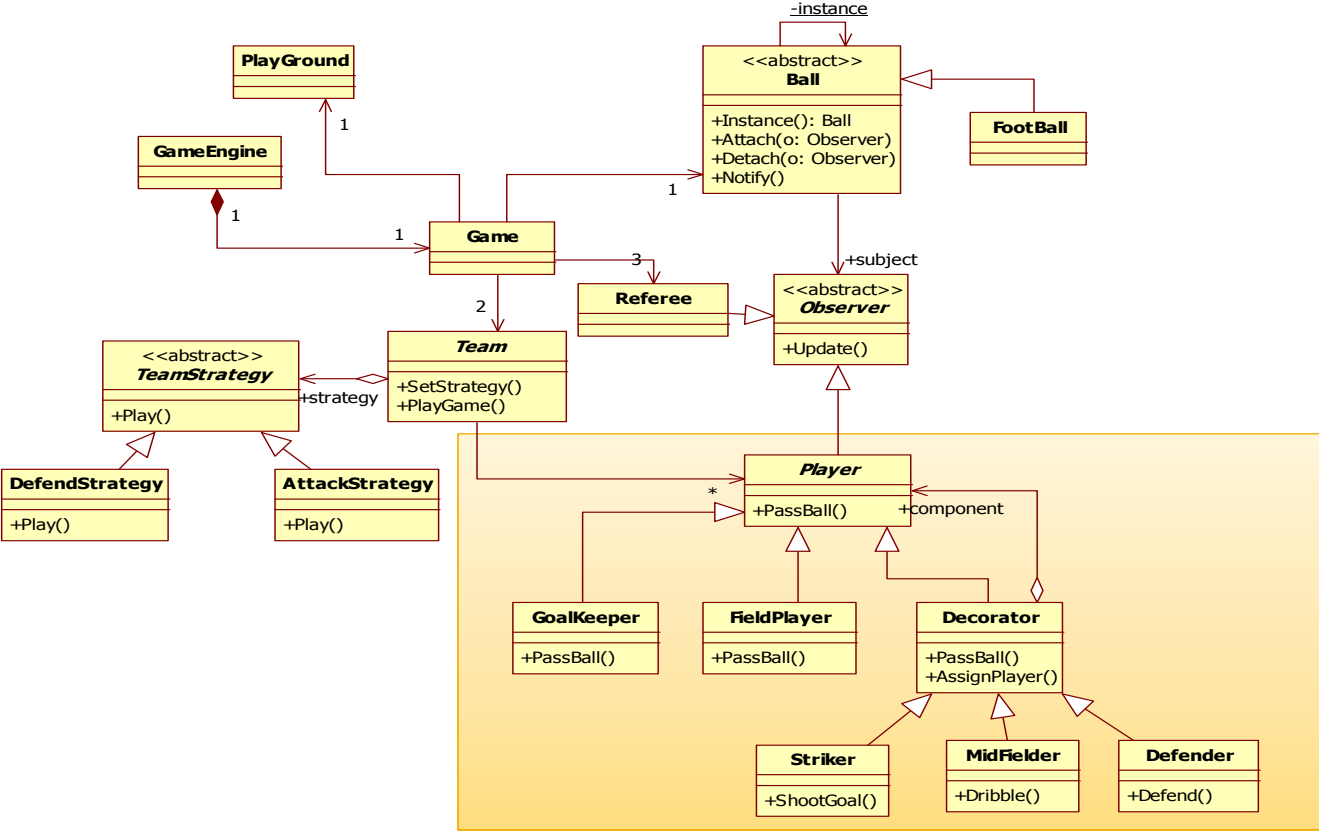 -instance
PlayGround
1
GameEngine
1
1
<<abstract>>
Ball
+Instance(): Ball
+Attach(o: Observer)
+Detach(o: Observer)
+Notify()
FootBall
1
Game
3
2
Referee
+subject
<<abstract>>
Observer
+Update()
<<abstract>>
TeamStrategy
+Play()
+strategy
Team
+SetStrategy()
+PlayGame()
DefendStrategy
+Play()
AttackStrategy
+Play()
Player
+PassBall()
*
+component
GoalKeeper
+PassBall()
FieldPlayer
+PassBall()
Decorator
+PassBall()
+AssignPlayer()
Striker
+ShootGoal()
MidFielder
+Dribble()
Defender
+Defend()